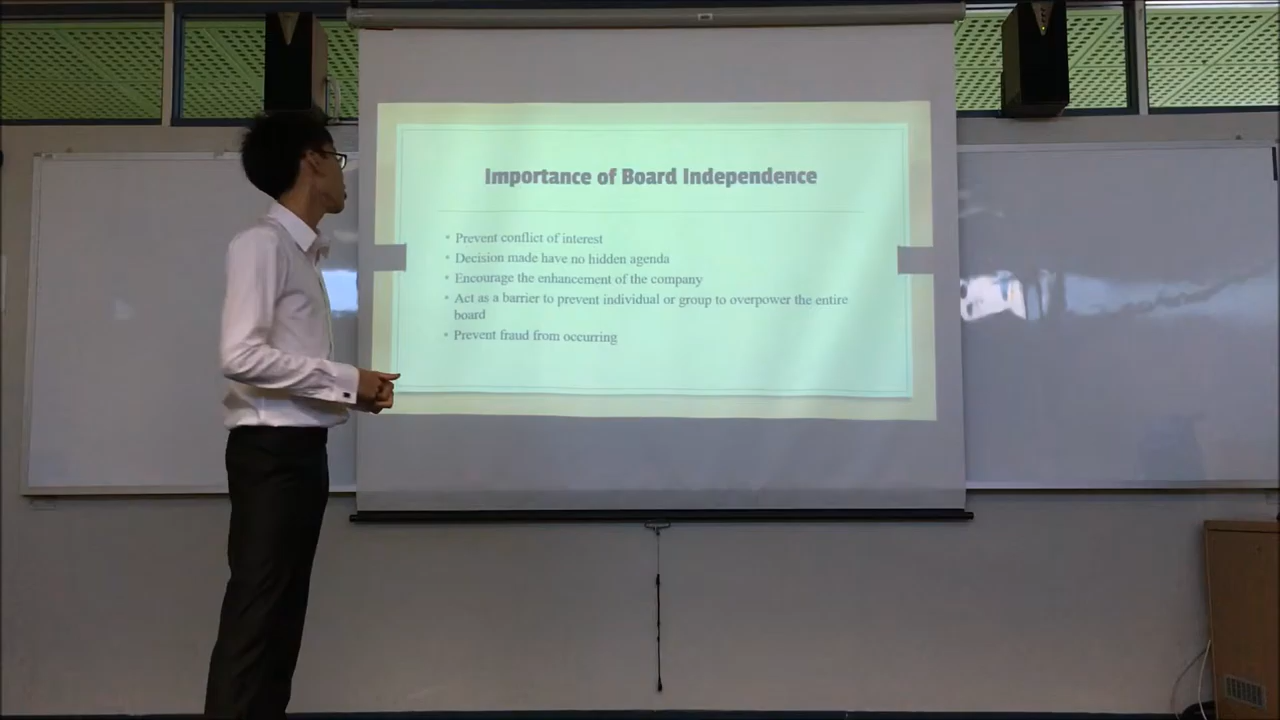 Importance of Board Independence
• Prevent conflict of interest
• Decision made have no hidden agenda
• Encourage the enhancement of the company
• Act as a barrier to prevent individual or group to overpower the entire
board
• Prevent fraud from occurring